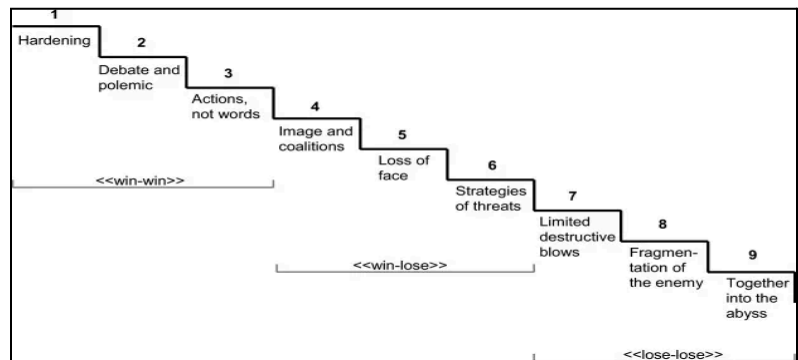 1
Hardening
2
Debate and
polemic
3
Actions,
not words
4
Image and
coalitions
5
Loss of
face
6
Strategies
of threats
7
Limited
destructive
blows
8
Fragmen-
tation of
the enemy
9
Together
into the
abyss
<<win-win>>
<<win-lose>>
<<lose-lose>>